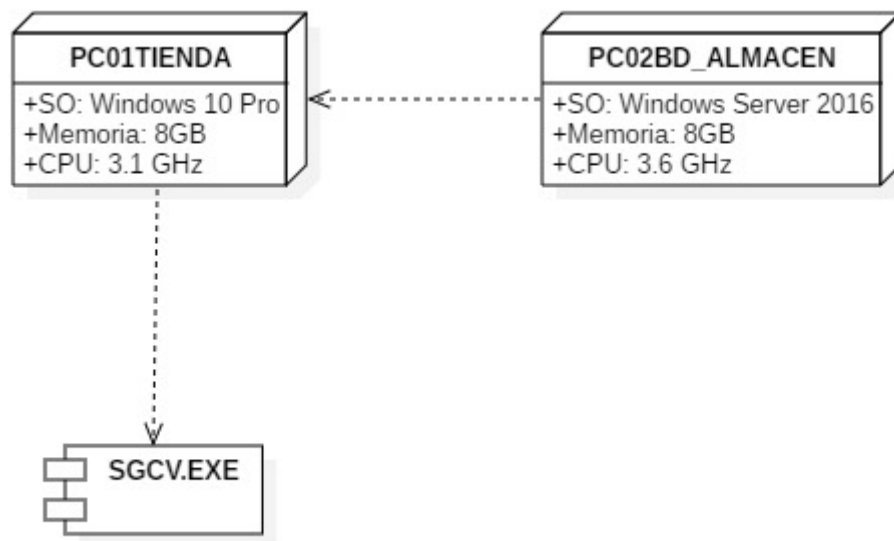 PC01TIENDA
+SO: Windows 10 Pro
+Memoria: 8GB
+CPU: 3.1 GHz
PC02BD_ALMACEN
+SO: Windows Server 2016
+Memoria: 8GB
+CPU: 3.6 GHz
SGCV.EXE